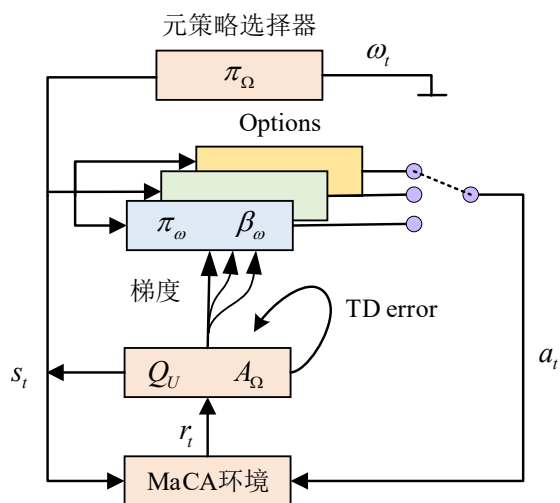 元策略选择器
π_Ω
ω_t
Options
π_ω β_ω
梯度
TD error
Q_U A_Ω
s_t
a_t
r_t
MaCA环境